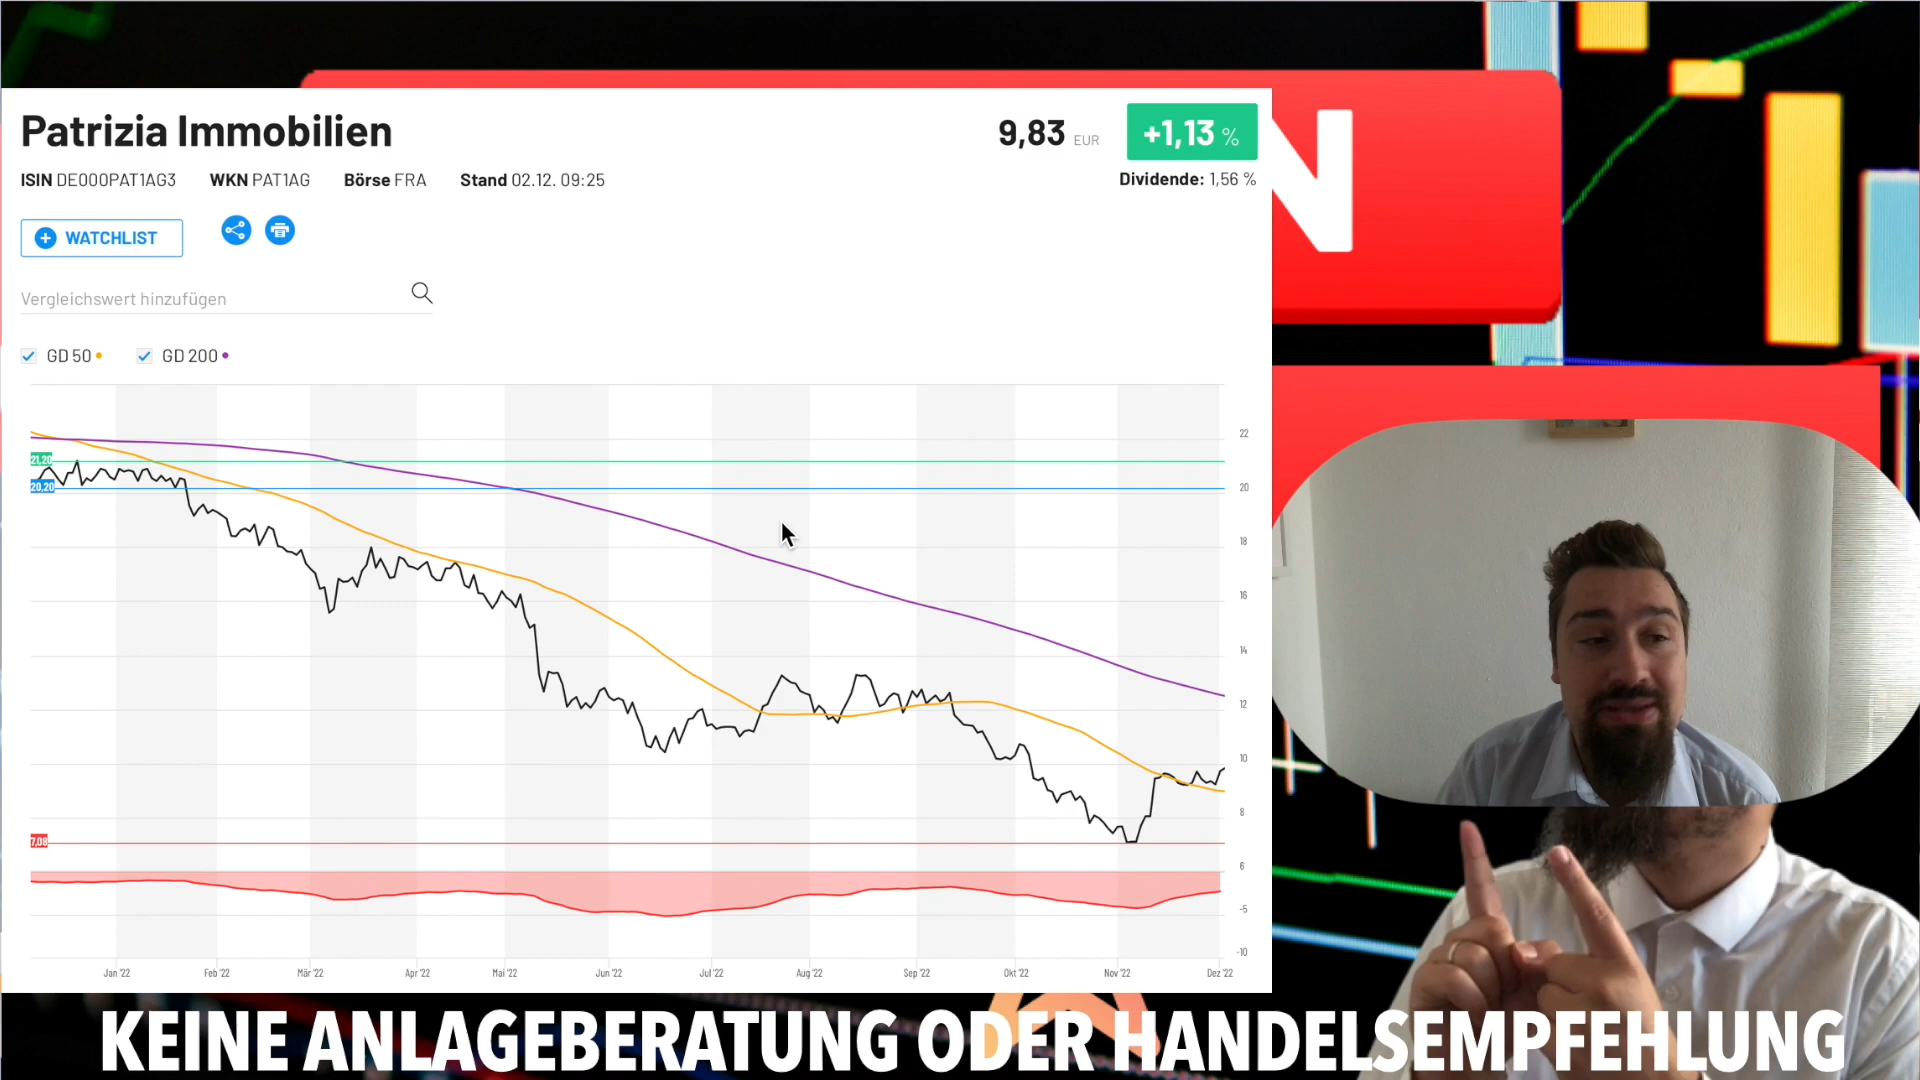 Patrizia Immobilien
9,83 EUR
+1,13 %
ISIN DE000PAT1AG3 WKN PAT1AG Börse FRA Stand 02.12. 09:25
Dividende: 1,56 %
WATCHLIST
Vergleichswert hinzufügen
GD 50 GD 200
22
21,20
20,20
20
18
16
14
12
10
8
7,08
6
-5
-10
Jan '22 Feb '22 Mär '22 Apr '22 Mai '22 Jun '22 Jul '22 Aug '22 Sep '22 Okt '22 Nov '22 Dez '22
N
KEINE ANLAGEBERATUNG ODER HANDELSEMPFEHLUNG